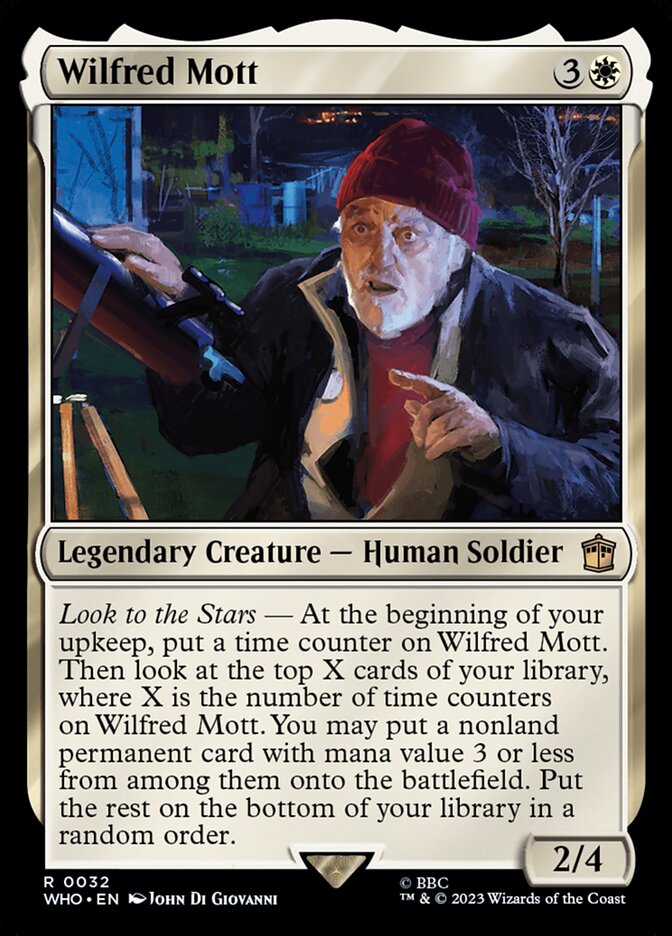 Wilfred Mott 3
Legendary Creature — Human Soldier
Look to the Stars — At the beginning of your
upkeep, put a time counter on Wilfred Mott.
Then look at the top X cards of your library,
where X is the number of time counters
on Wilfred Mott. You may put a nonland
permanent card with mana value 3 or less
from among them onto the battlefield. Put
the rest on the bottom of your library in a
random order.
2/4
R 0032
WHO • EN John Di Giovanni
© BBC
™ & © 2023 Wizards of the Coast